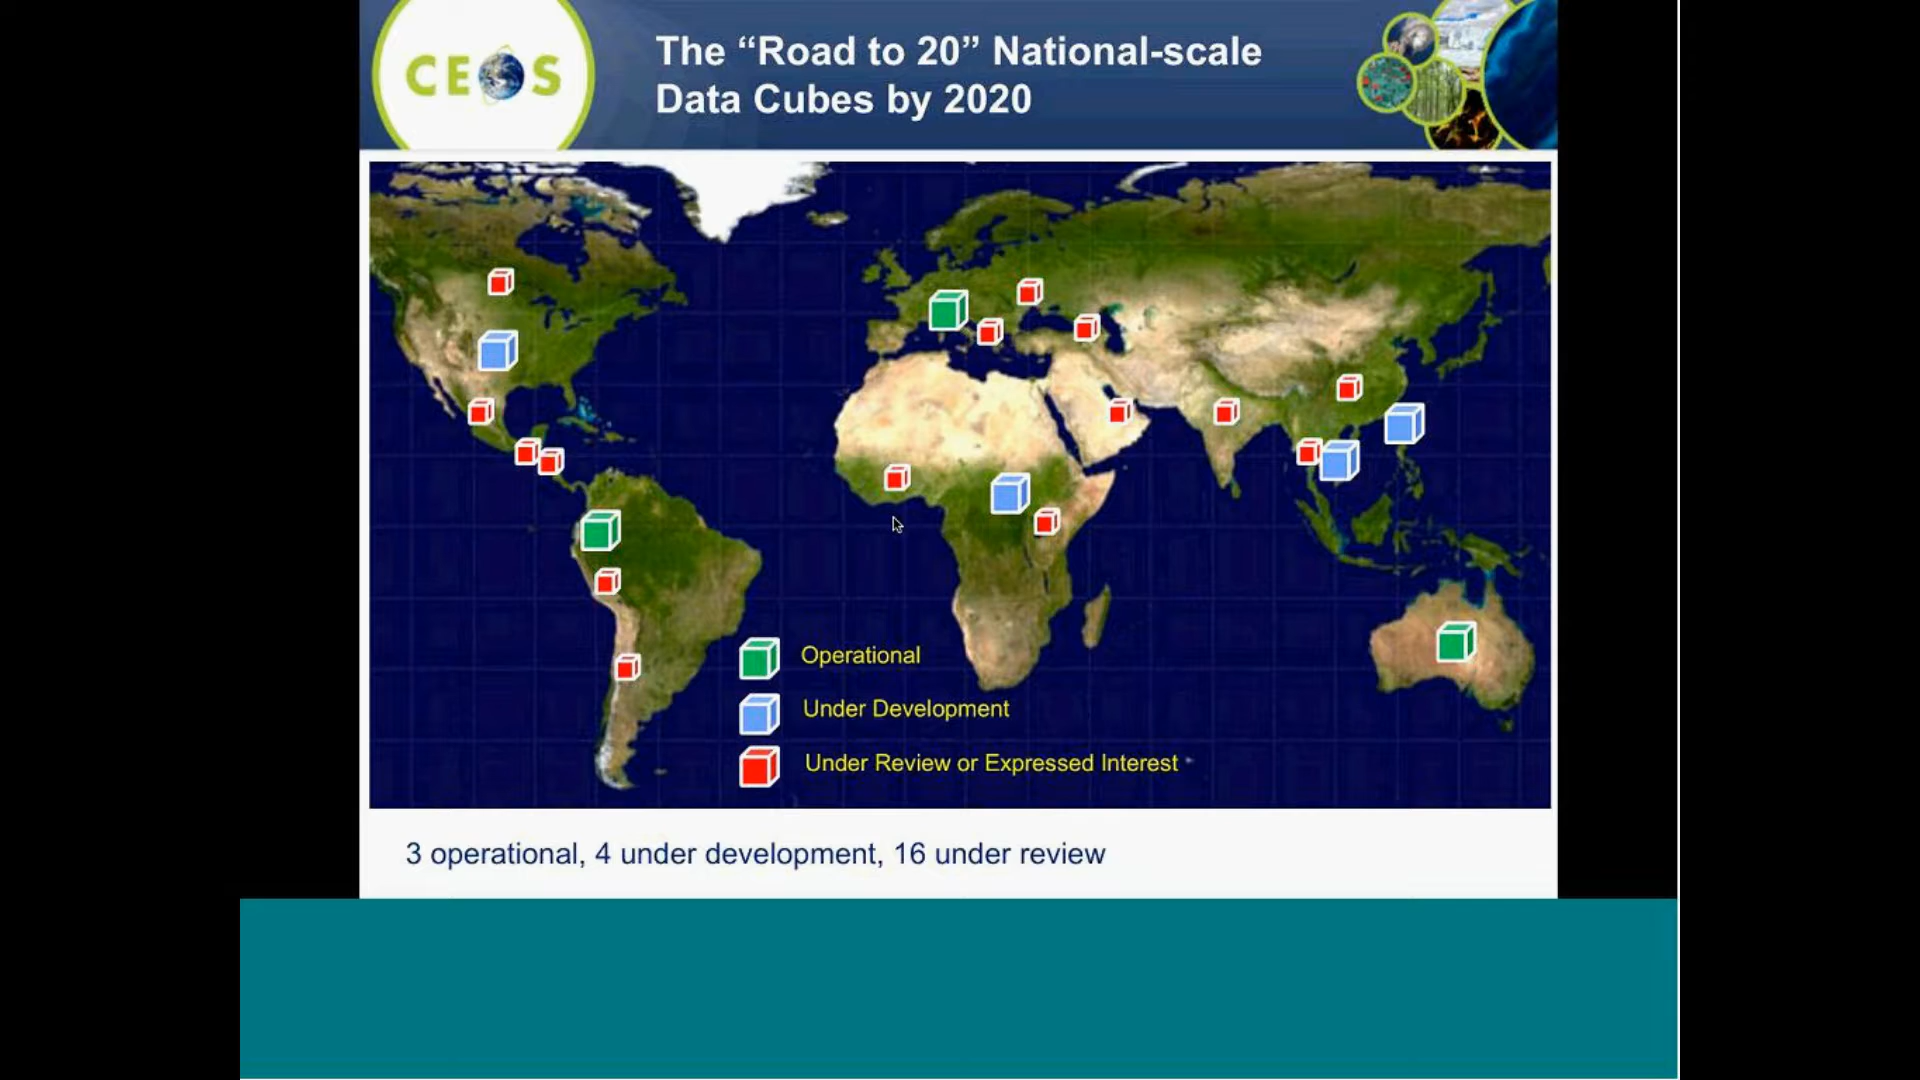 CEOS
The “Road to 20” National-scale
Data Cubes by 2020
Operational
Under Development
Under Review or Expressed Interest
3 operational, 4 under development, 16 under review